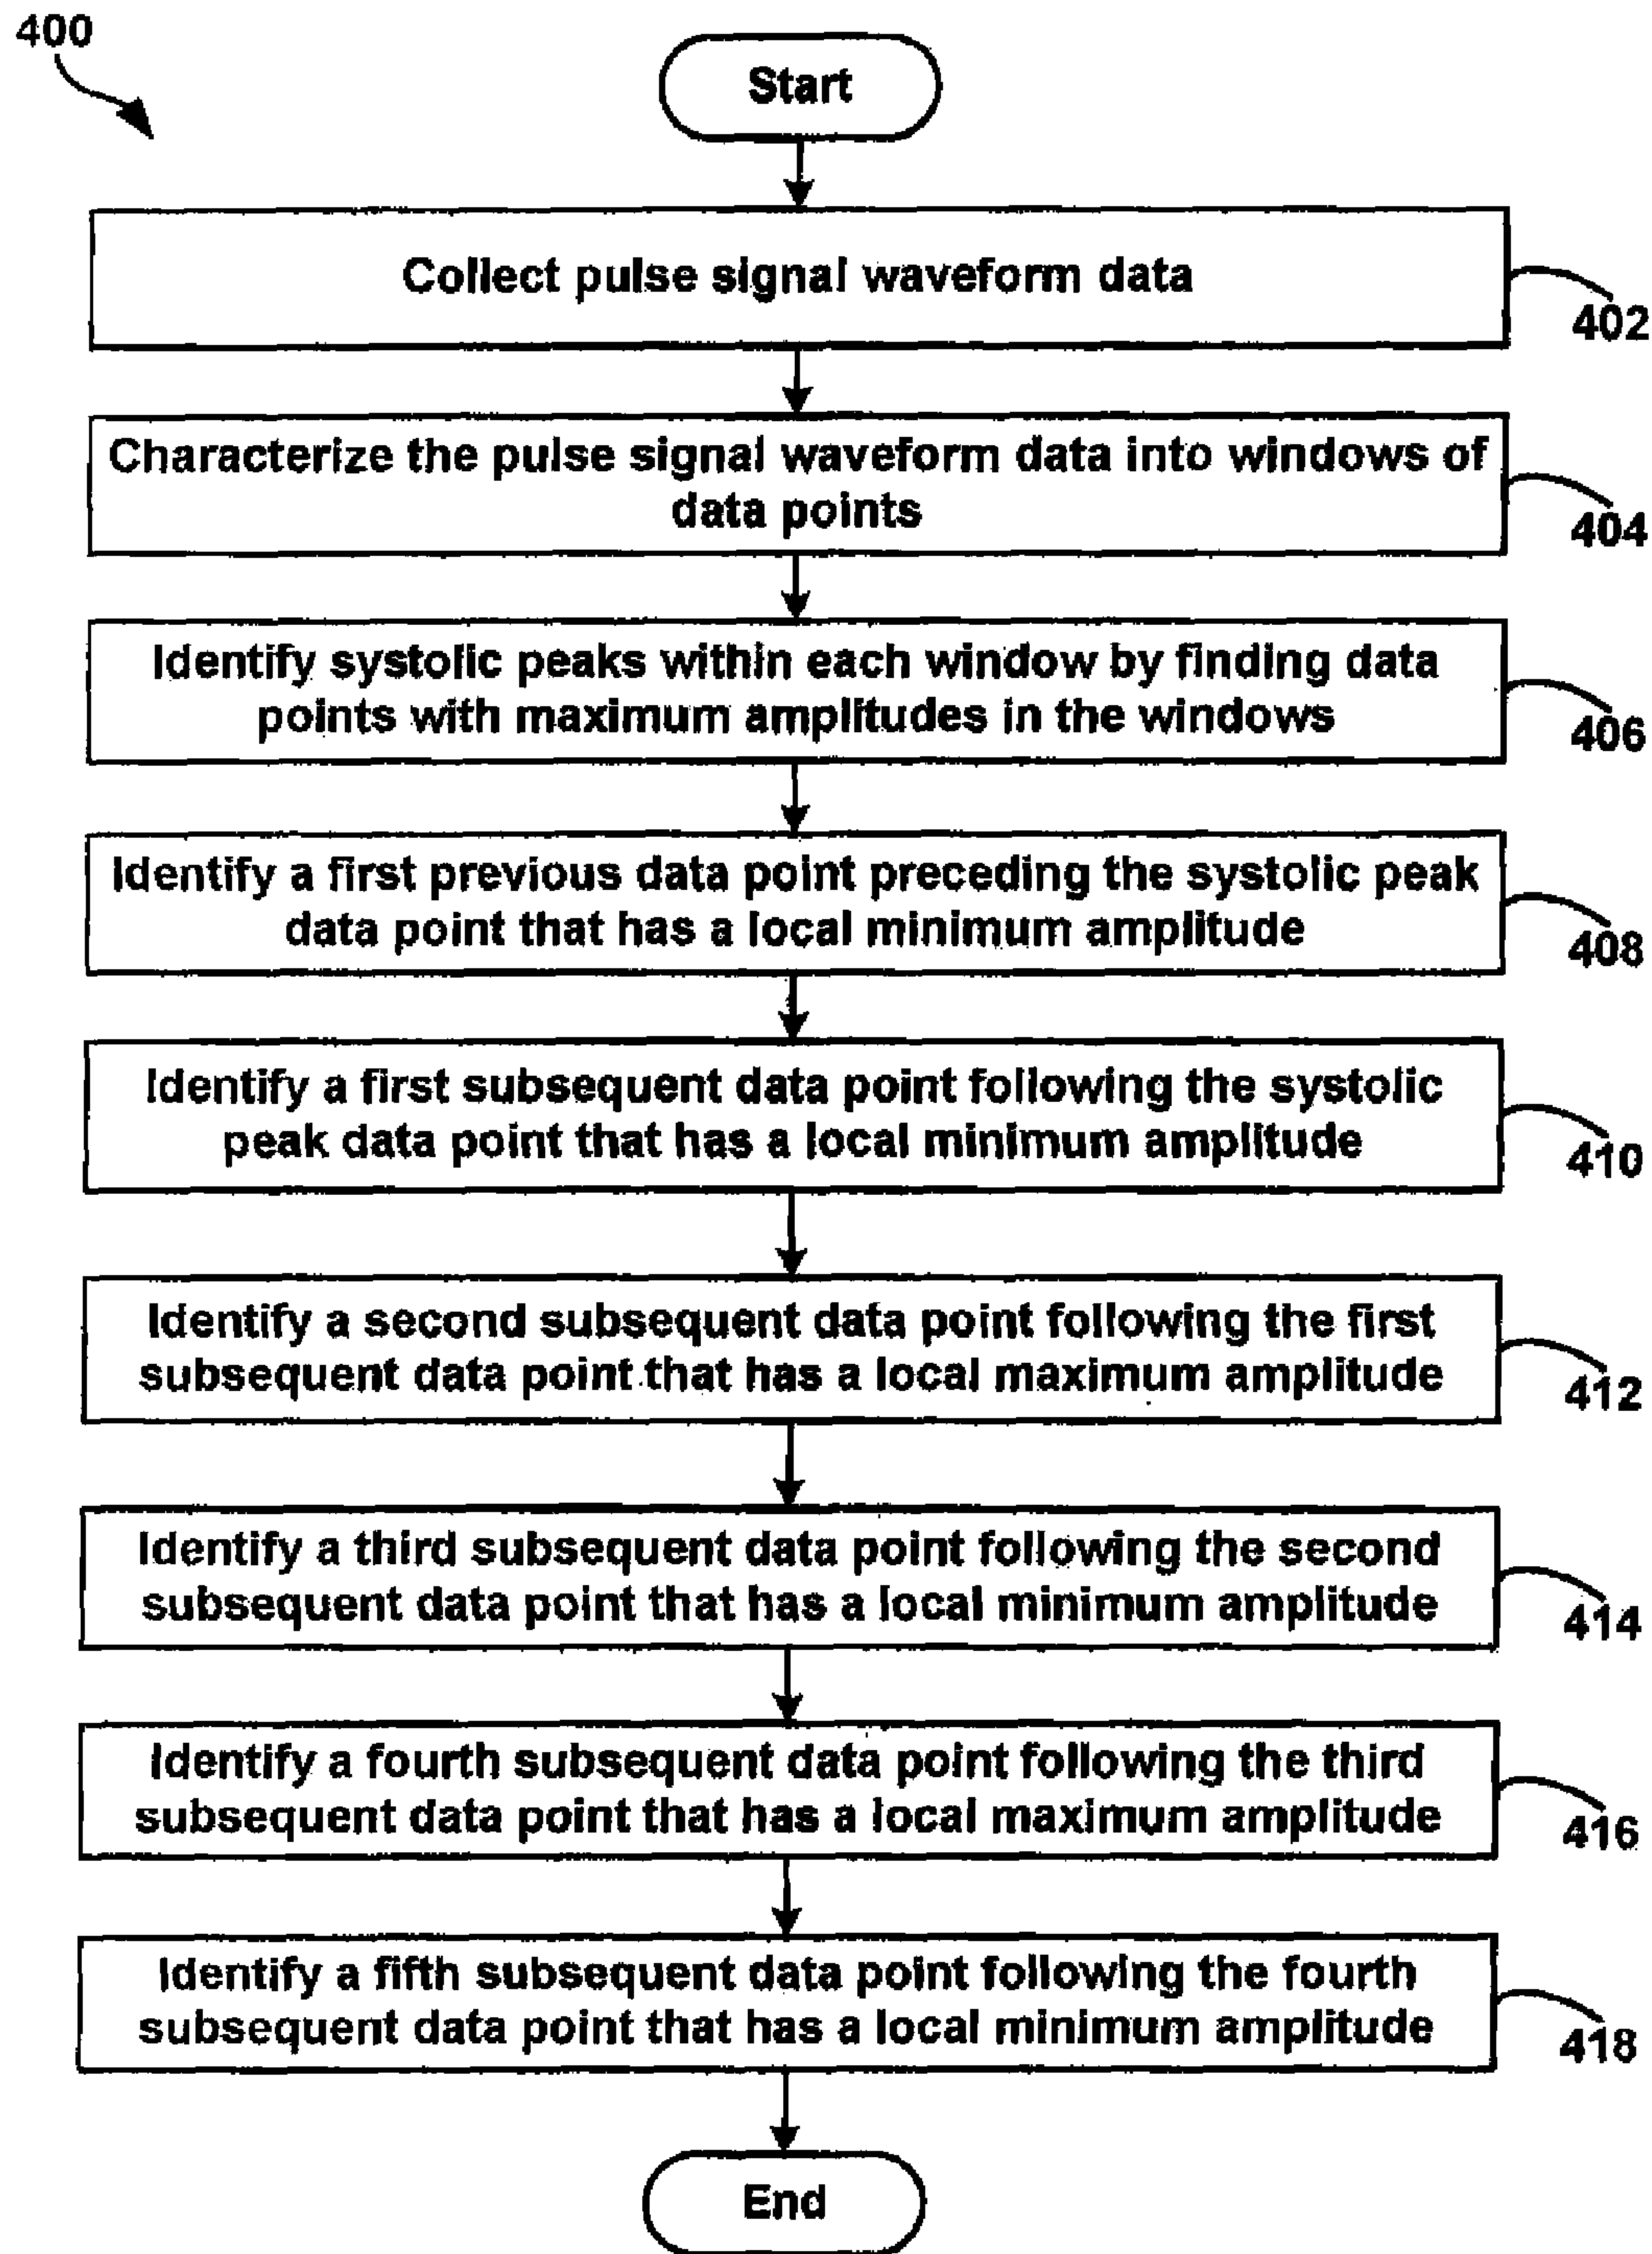 400
Start
Collect pulse signal waveform data
402
Characterize the pulse signal waveform data into windows of
data points
404
Identify systolic peaks within each window by finding data
points with maximum amplitudes in the windows
406
Identify a first previous data point preceding the systolic peak
data point that has a local minimum amplitude
408
Identify a first subsequent data point following the systolic
peak data point that has a local minimum amplitude
410
Identify a second subsequent data point following the first
subsequent data point that has a local maximum amplitude
412
Identify a third subsequent data point following the second
subsequent data point that has a local minimum amplitude
414
Identify a fourth subsequent data point following the third
subsequent data point that has a local maximum amplitude
416
Identify a fifth subsequent data point following the fourth
subsequent data point that has a local minimum amplitude
418
End